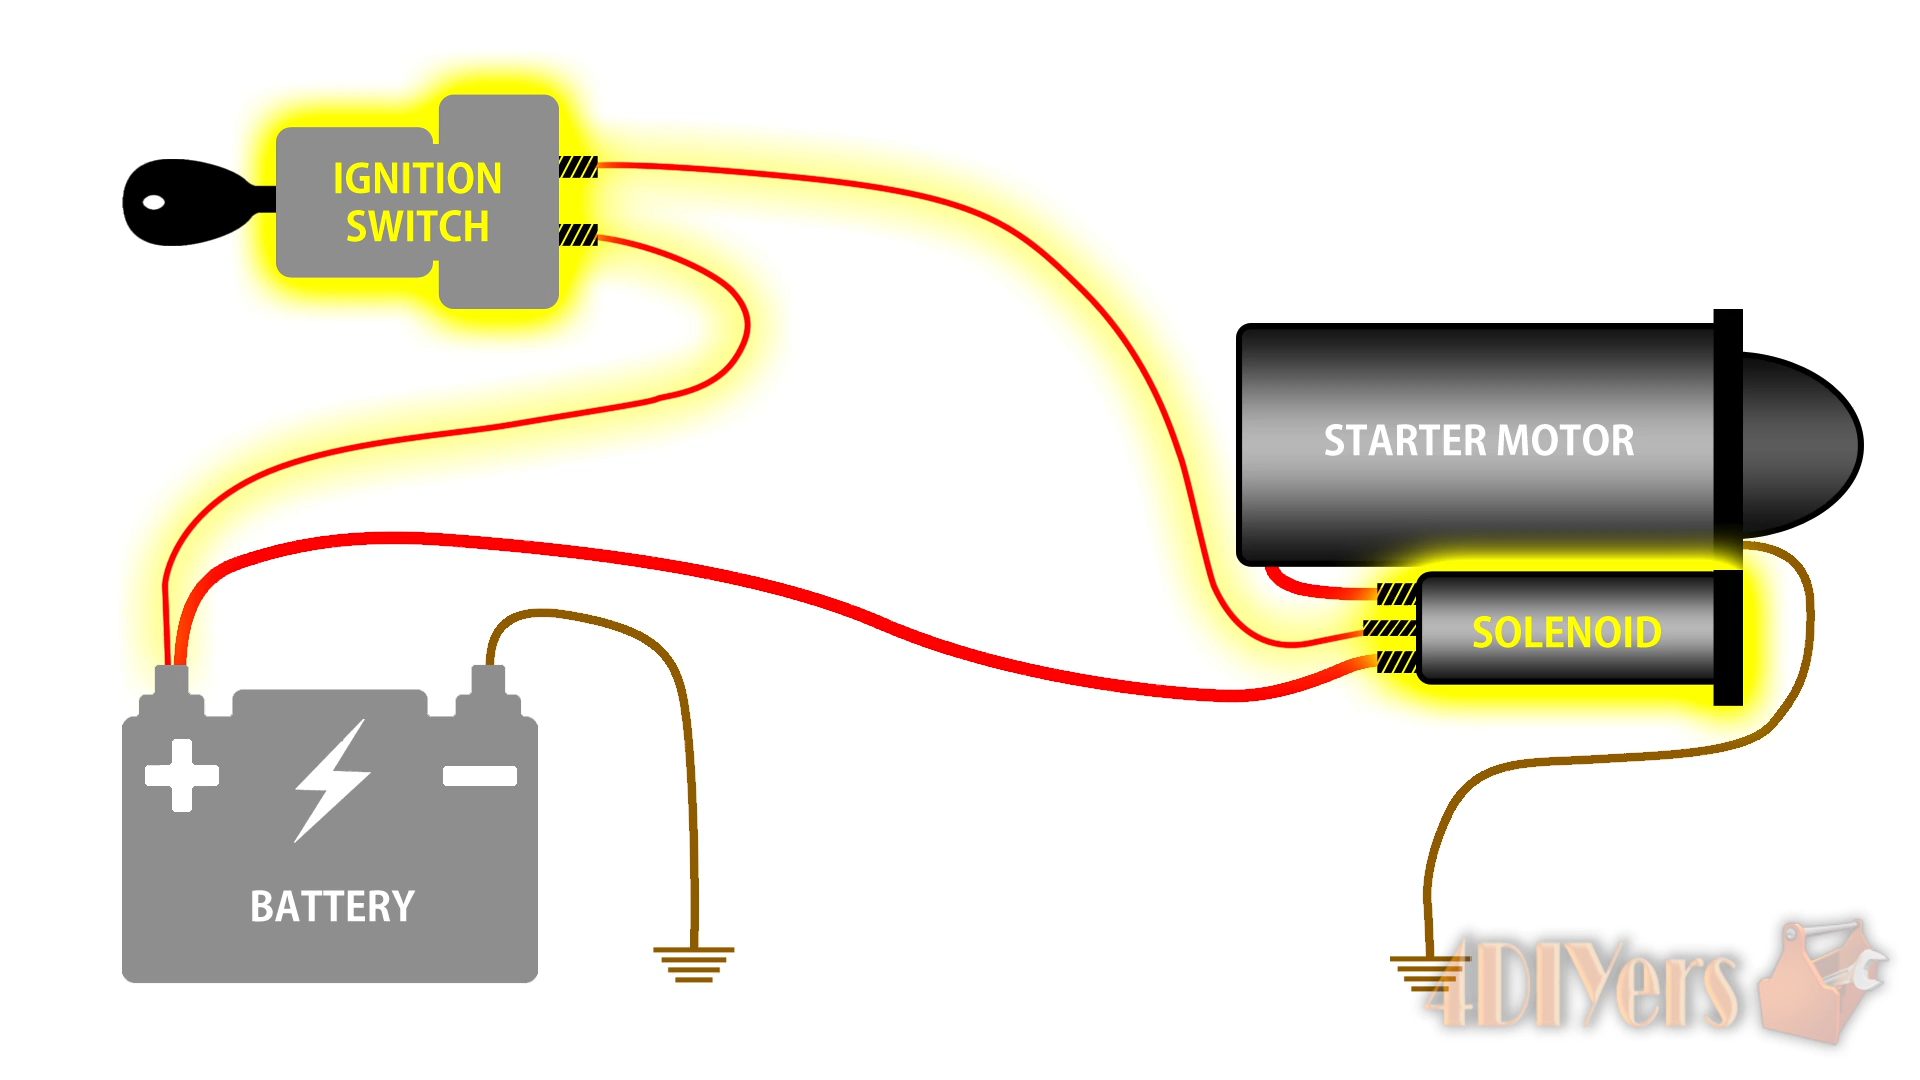 IGNITION
SWITCH
STARTER MOTOR
SOLENOID
BATTERY
4DIYers